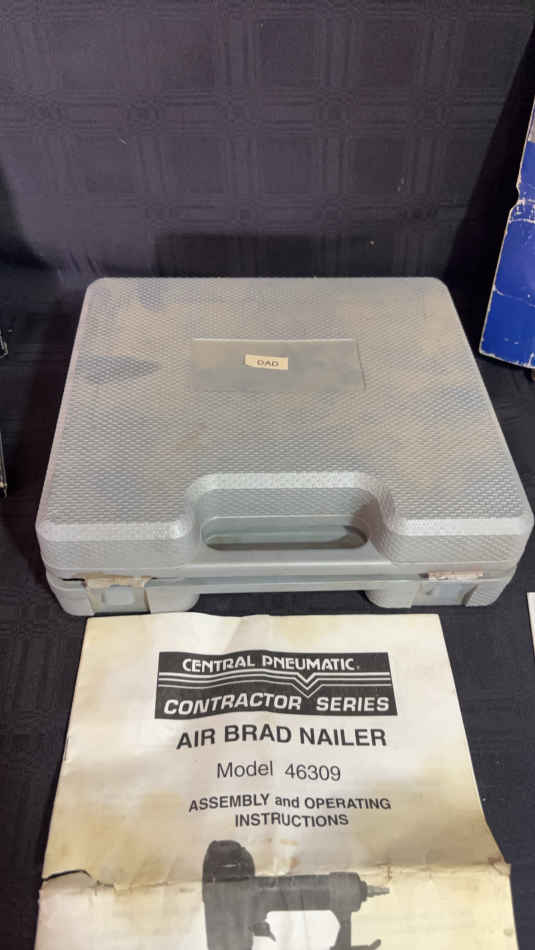 DAD
CENTRAL PNEUMATIC®
CONTRACTOR SERIES
AIR BRAD NAILER
Model 46309
ASSEMBLY and OPERATING
INSTRUCTIONS